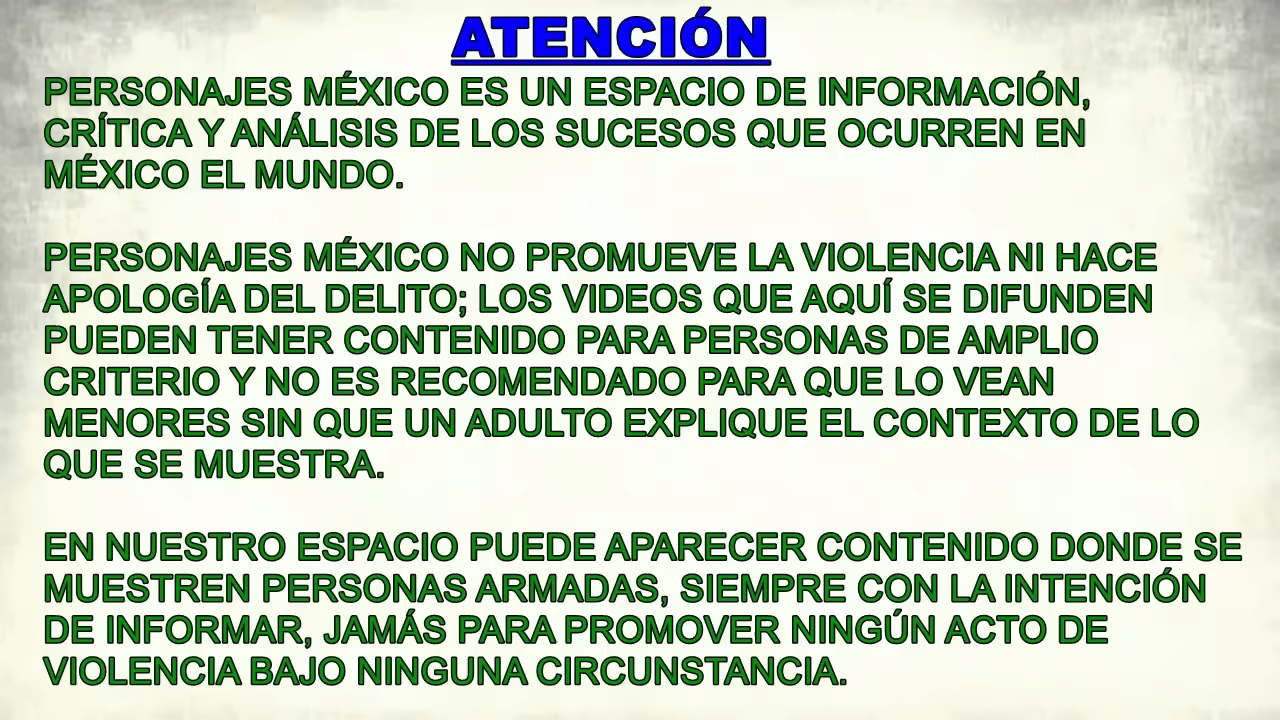 ATENCIÓN
PERSONAJES MÉXICO ES UN ESPACIO DE INFORMACIÓN,
CRÍTICA Y ANÁLISIS DE LOS SUCESOS QUE OCURREN EN
MÉXICO EL MUNDO.
PERSONAJES MÉXICO NO PROMUEVE LA VIOLENCIA NI HACE
APOLOGÍA DEL DELITO; LOS VIDEOS QUE AQUÍ SE DIFUNDEN
PUEDEN TENER CONTENIDO PARA PERSONAS DE AMPLIO
CRITERIO Y NO ES RECOMENDADO PARA QUE LO VEAN
MENORES SIN QUE UN ADULTO EXPLIQUE EL CONTEXTO DE LO
QUE SE MUESTRA.
EN NUESTRO ESPACIO PUEDE APARECER CONTENIDO DONDE SE
MUESTREN PERSONAS ARMADAS, SIEMPRE CON LA INTENCIÓN
DE INFORMAR, JAMÁS PARA PROMOVER NINGÚN ACTO DE
VIOLENCIA BAJO NINGUNA CIRCUNSTANCIA.